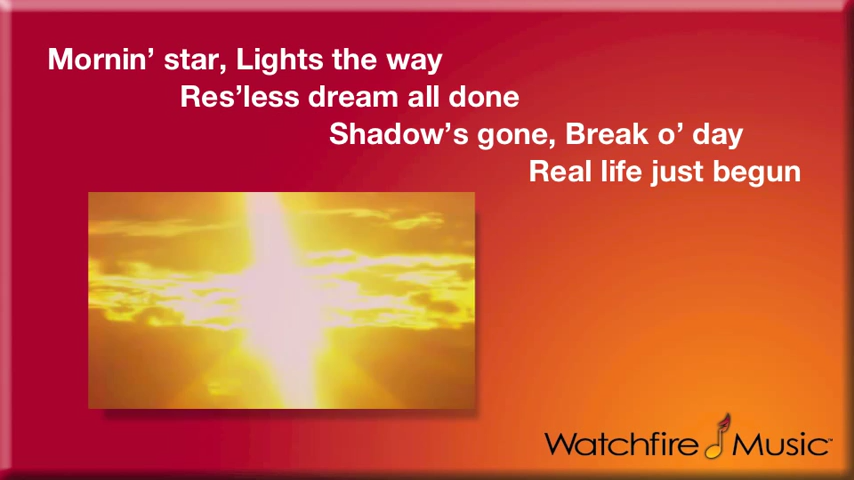 Mornin’ star, Lights the way
Res’less dream all done
Shadow’s gone, Break o’ day
Real life just begun
Watchfire Music™